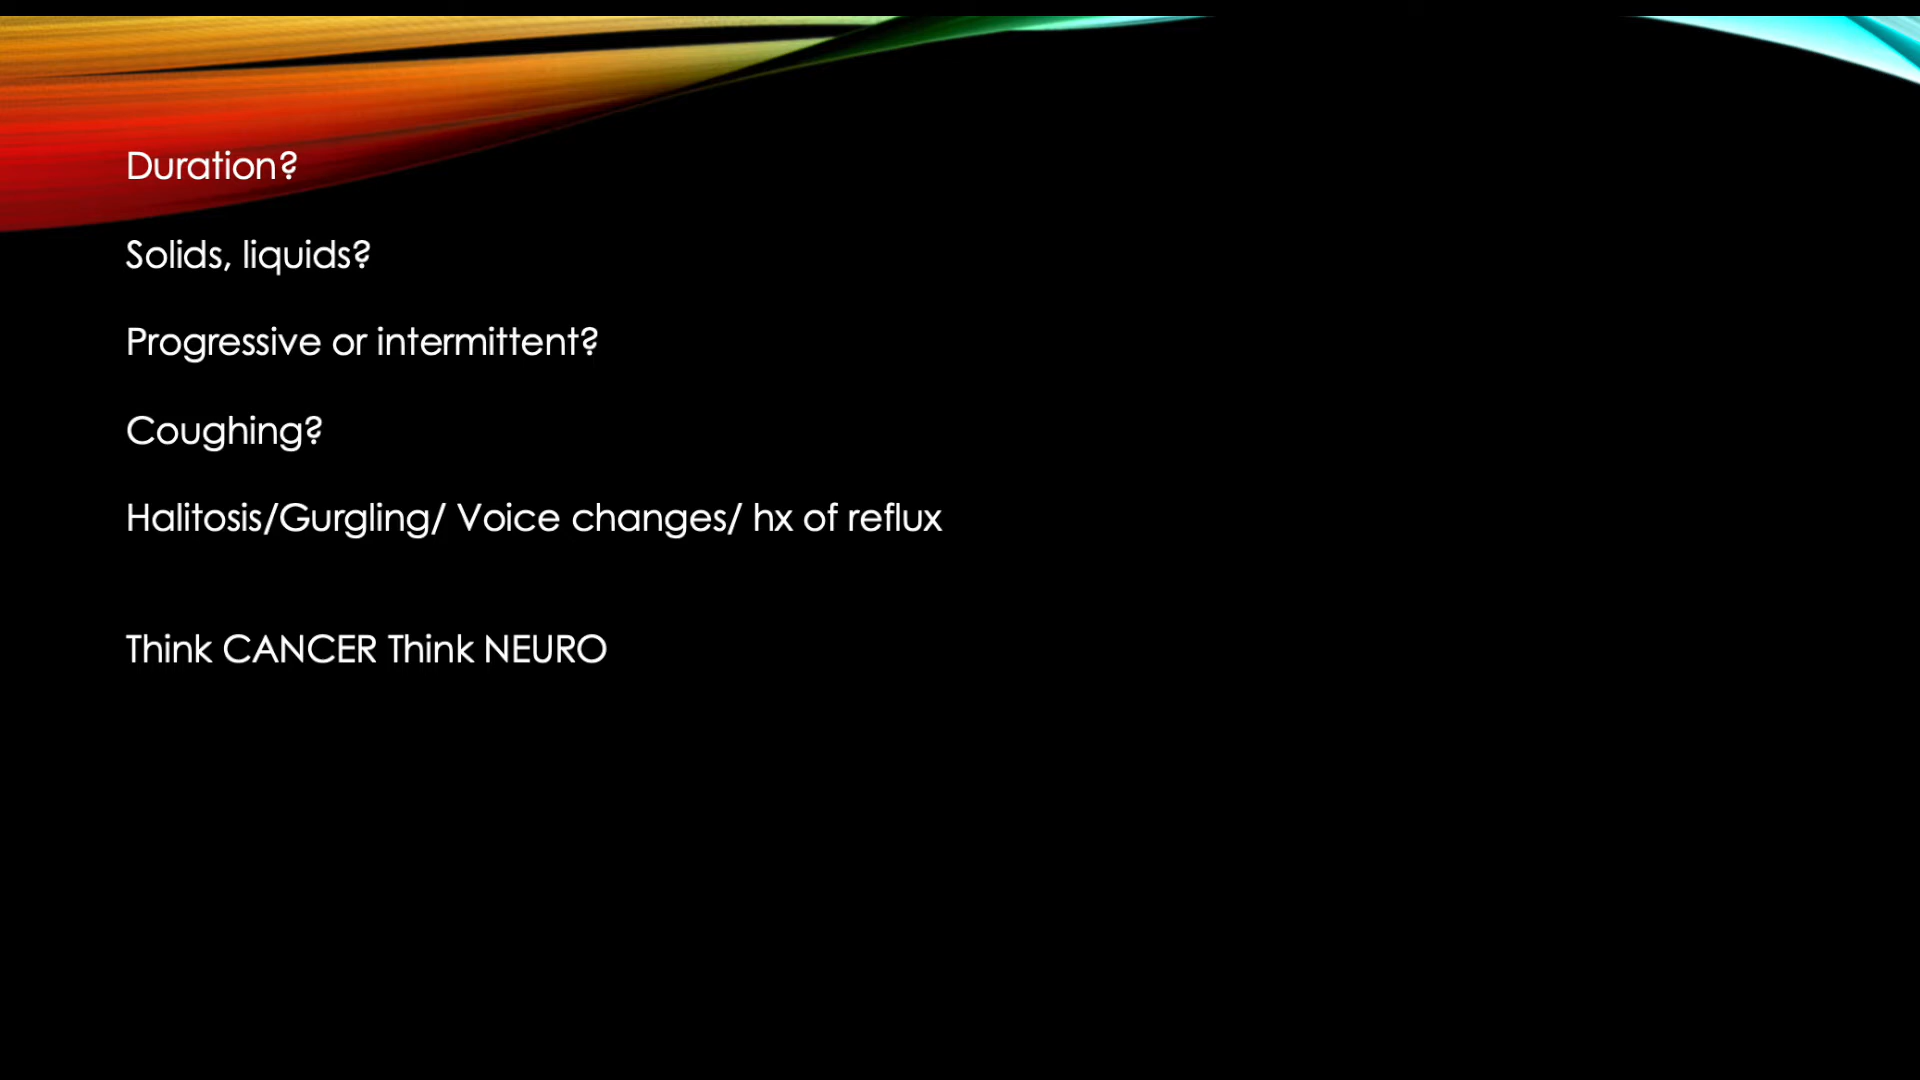 Duration?
Solids, liquids?
Progressive or intermittent?
Coughing?
Halitosis/Gurgling/ Voice changes/ hx of reflux
Think CANCER Think NEURO